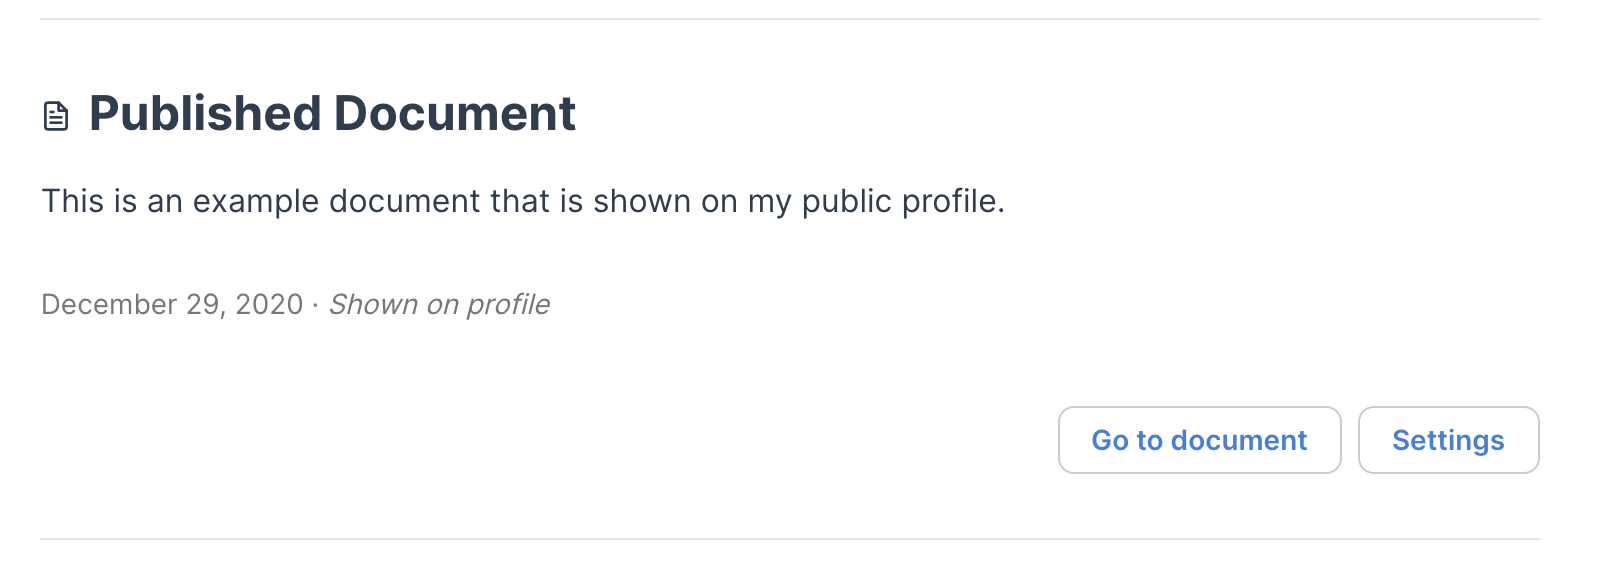 Published Document
This is an example document that is shown on my public profile.
December 29, 2020 · Shown on profile
Go to document Settings